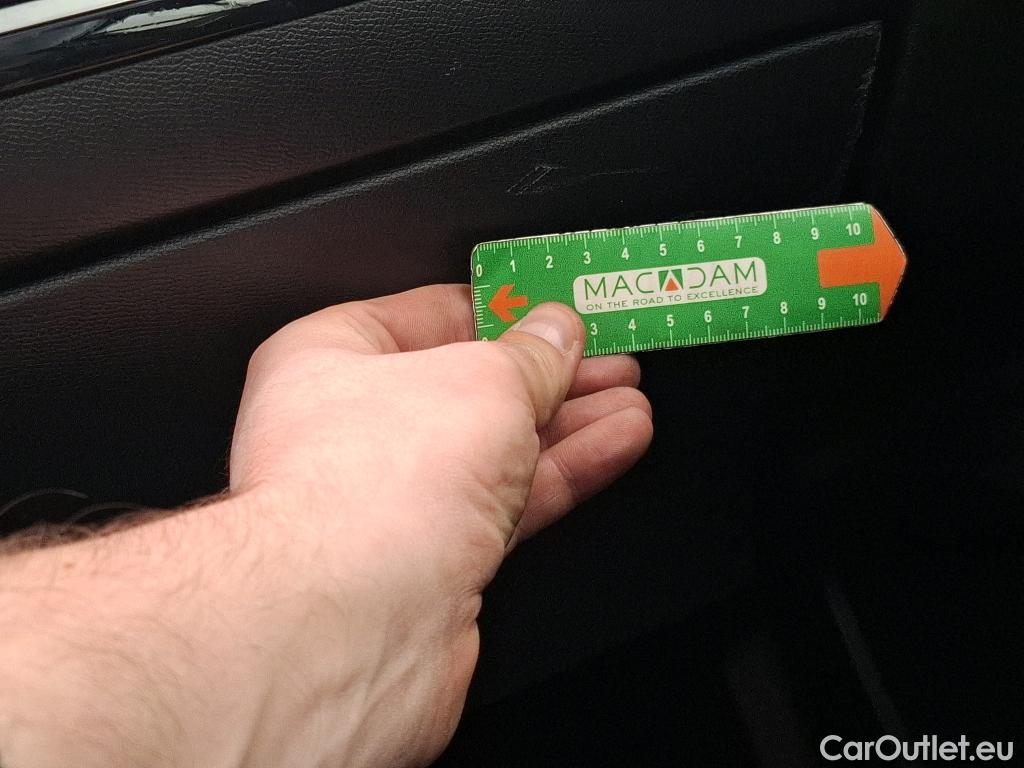 0 1 2 3 4 5 6 7 8 9 10
MACADAM
ON THE ROAD TO EXCELLENCE
3 4 5 6 7 8 9 10
CarOutlet.eu